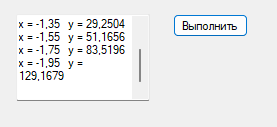 x = -1,35   y = 29,2504
x = -1,55   y = 51,1656
x = -1,75   y = 83,5196
x = -1,95   y =
129,1679
Выполнить